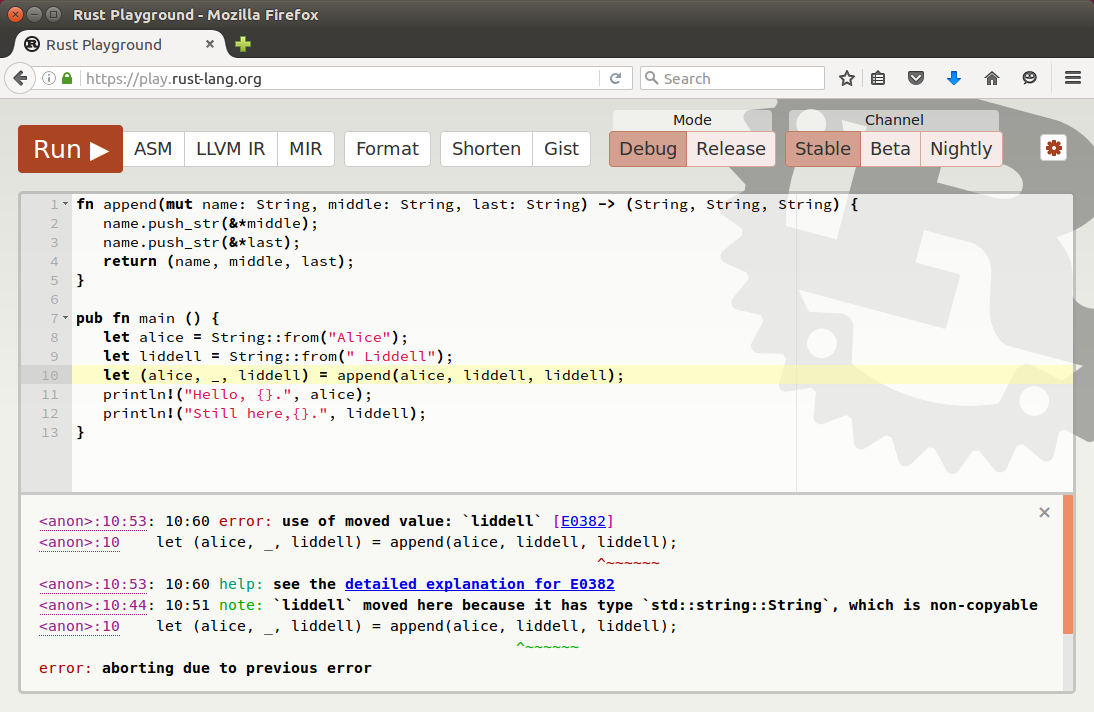 Rust Playground - Mozilla Firefox
Rust Playground
https://play.rust-lang.org Search
Mode Channel
Run ▶ ASM LLVM IR MIR Format Shorten Gist Debug Release Stable Beta Nightly
1 fn append(mut name: String, middle: String, last: String) -> (String, String, String) {
2 name.push_str(&*middle);
3 name.push_str(&*last);
4 return (name, middle, last);
5 }
6
7 pub fn main () {
8 let alice = String::from("Alice");
9 let liddell = String::from(" Liddell");
10 let (alice, _, liddell) = append(alice, liddell, liddell);
11 println!("Hello, {}.", alice);
12 println!("Still here,{}.", liddell);
13 }
<anon>:10:53: 10:60 error: use of moved value: `liddell` [E0382]
<anon>:10 let (alice, _, liddell) = append(alice, liddell, liddell);
^~~~~~~
<anon>:10:53: 10:60 help: see the detailed explanation for E0382
<anon>:10:44: 10:51 note: `liddell` moved here because it has type `std::string::String`, which is non-copyable
<anon>:10 let (alice, _, liddell) = append(alice, liddell, liddell);
^~~~~~~
error: aborting due to previous error